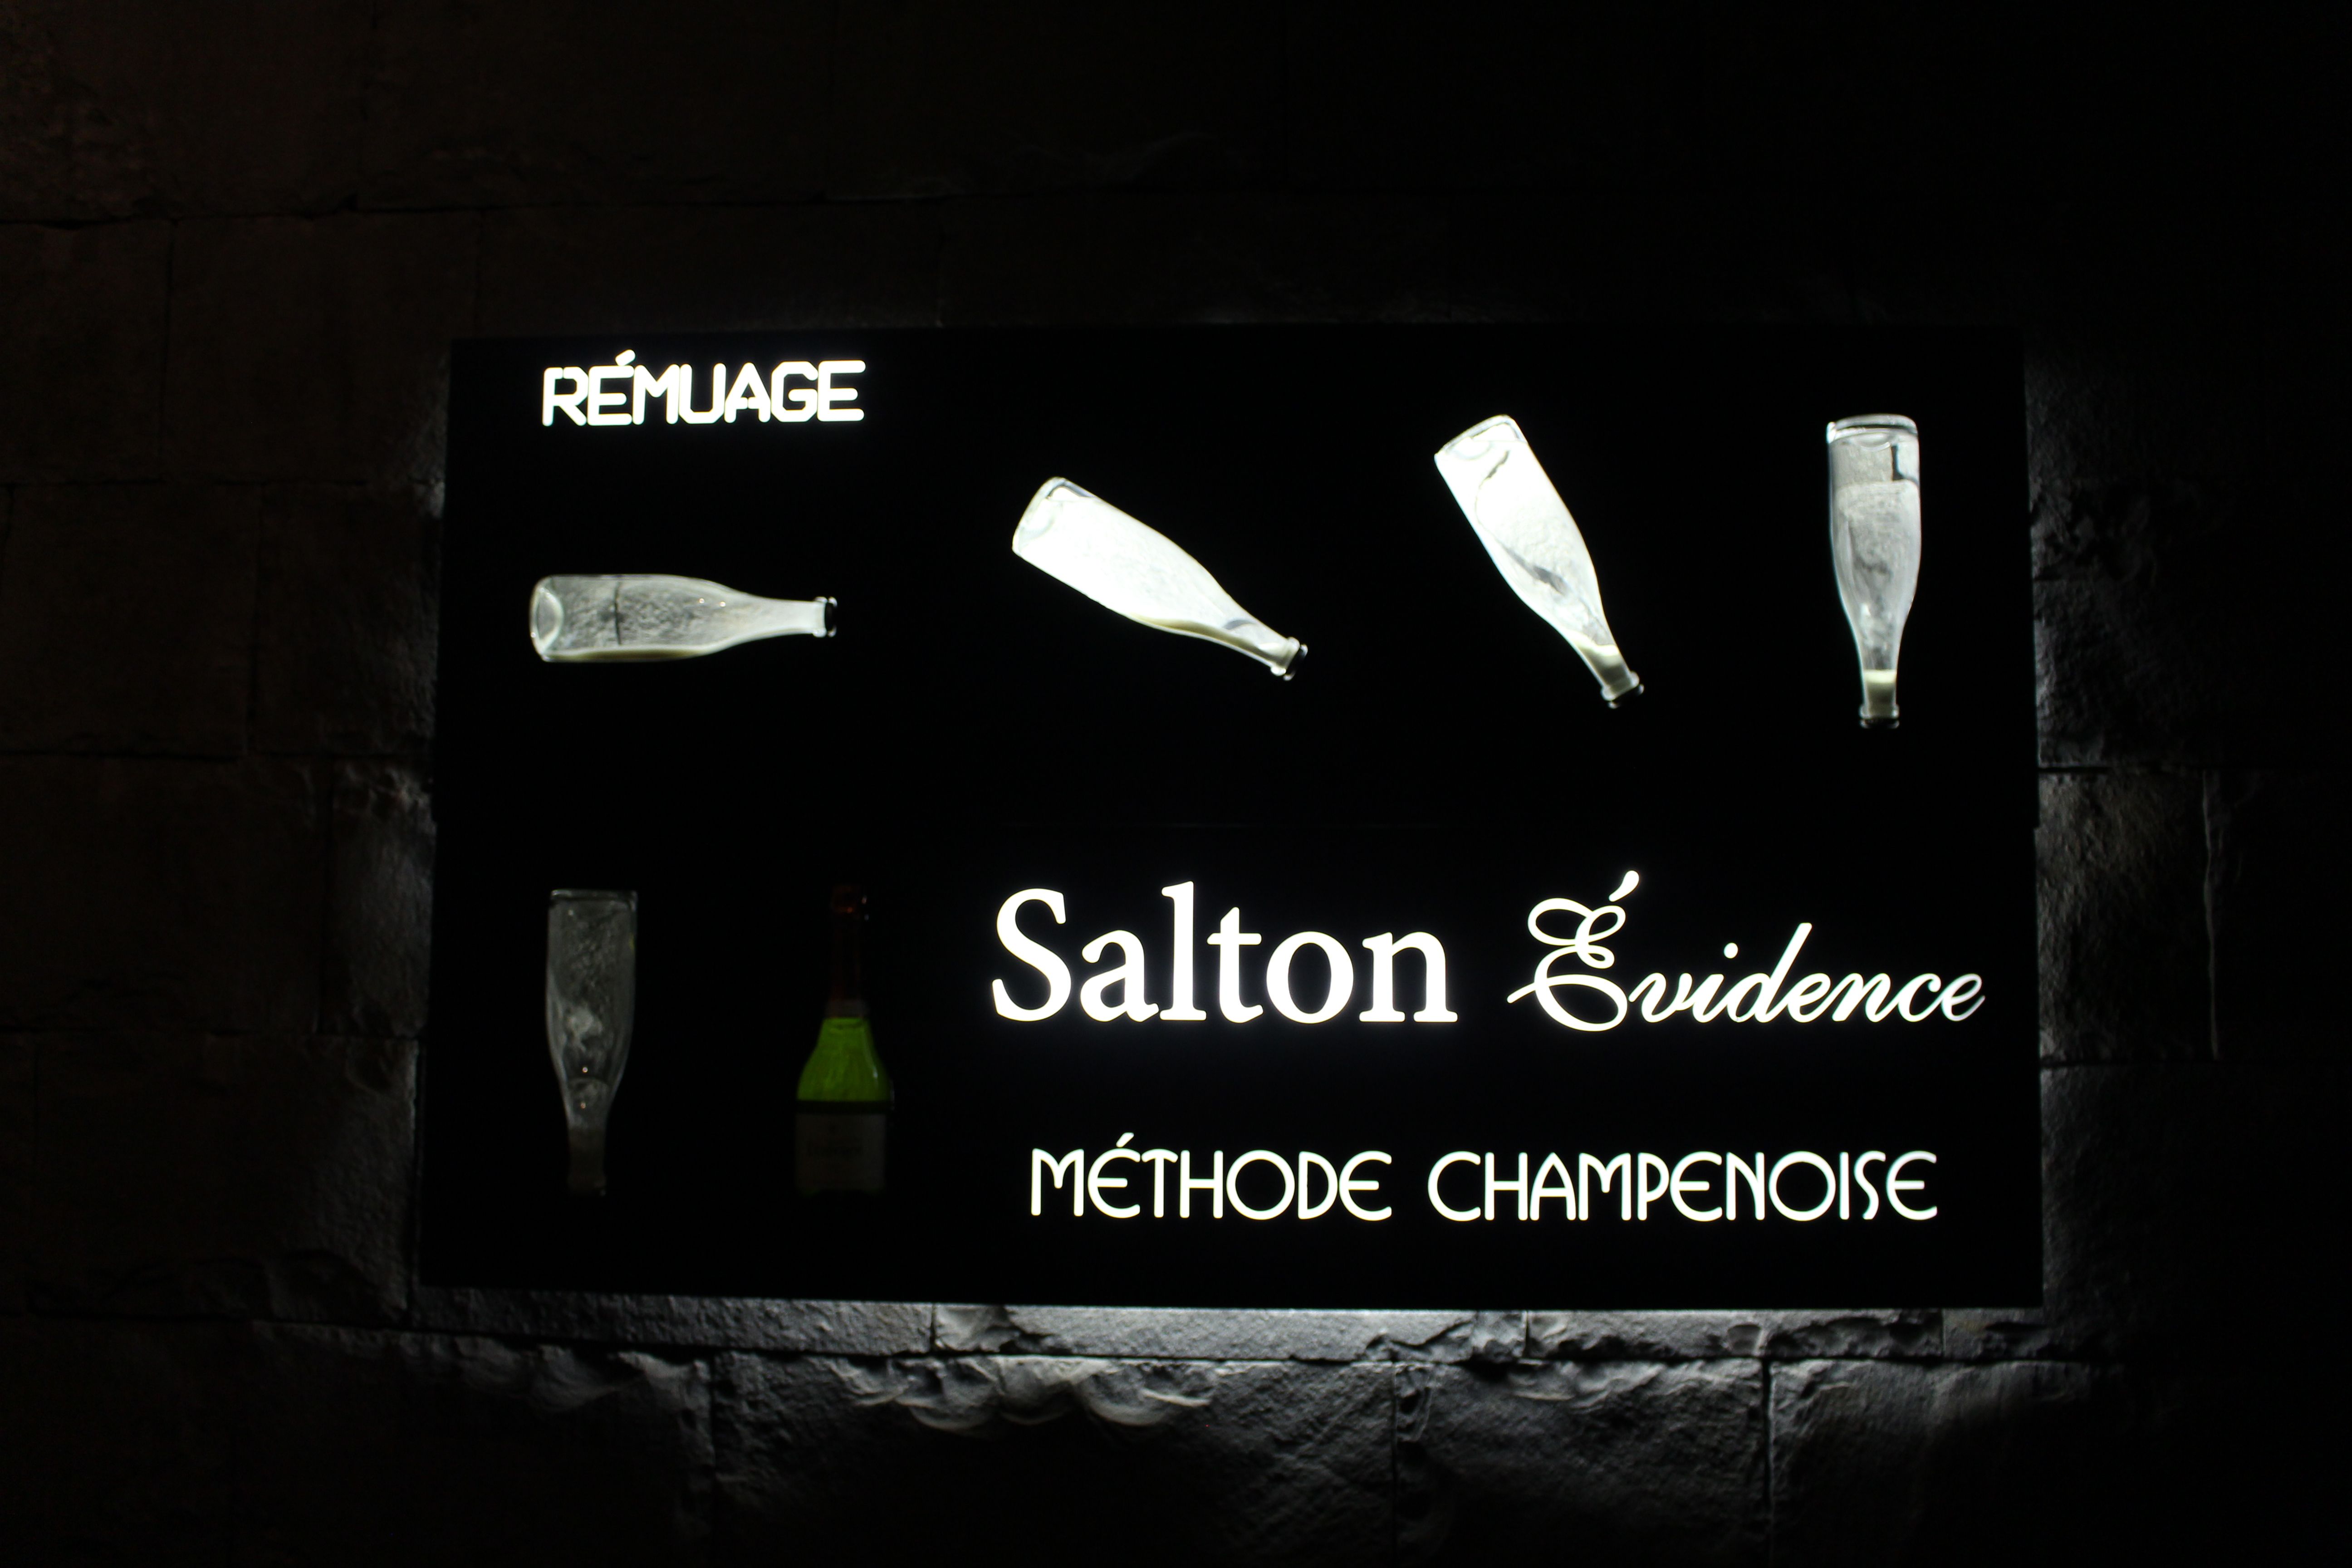 RÉMUAGE
Salton Évidence
MÉTHODE CHAMPENOISE